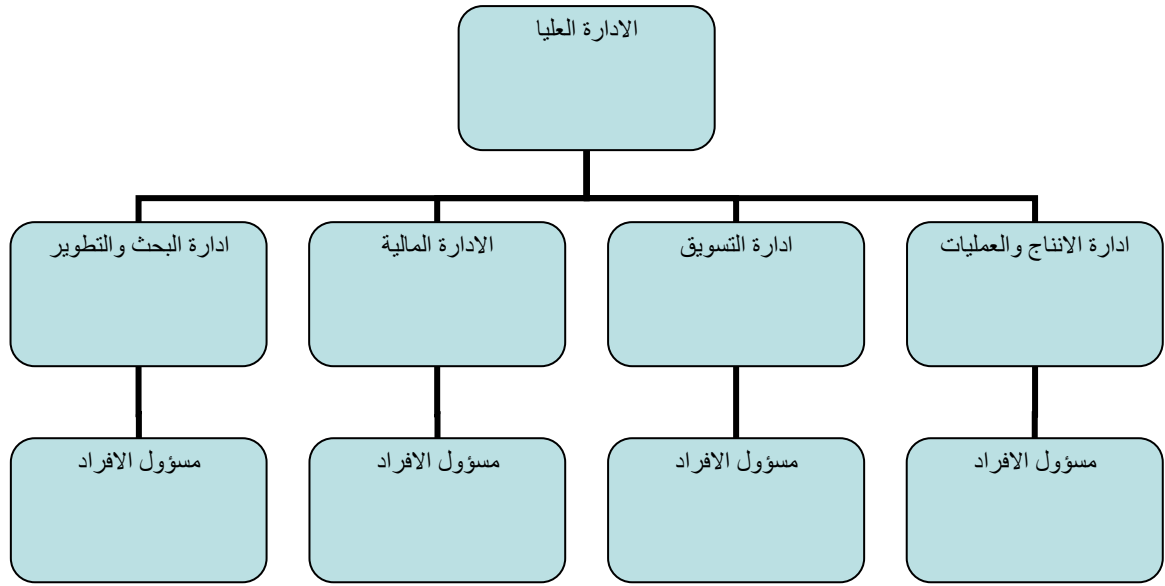 الادارة العليا
ادارة الانناج والعمليات
ادارة التسويق
الادارة المالية
ادارة البحث والتطوير
مسؤول الافراد
مسؤول الافراد
مسؤول الافراد
مسؤول الافراد